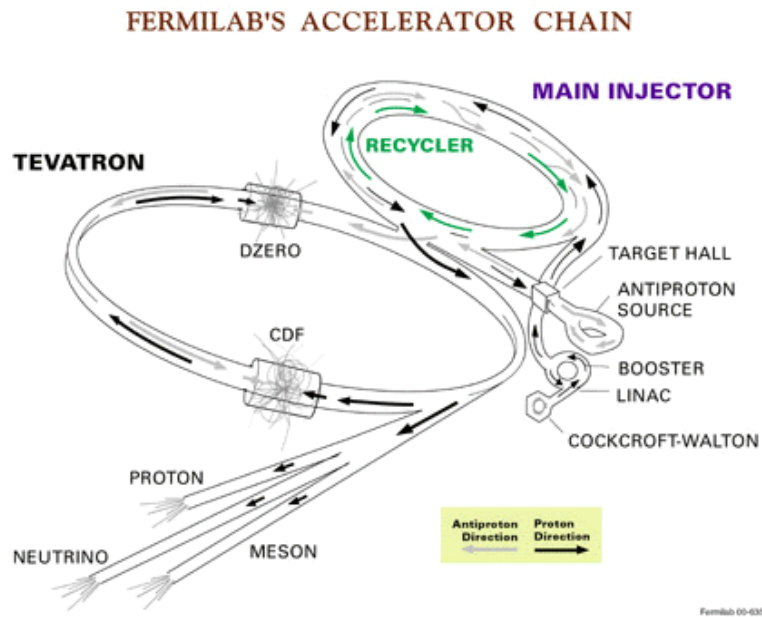 FERMILAB'S ACCELERATOR CHAIN
MAIN INJECTOR
RECYCLER
TEVATRON
DZERO
TARGET HALL
ANTIPROTON
SOURCE
CDF
BOOSTER
LINAC
COCKCROFT-WALTON
PROTON
NEUTRINO
MESON
Antiproton Proton
Direction Direction